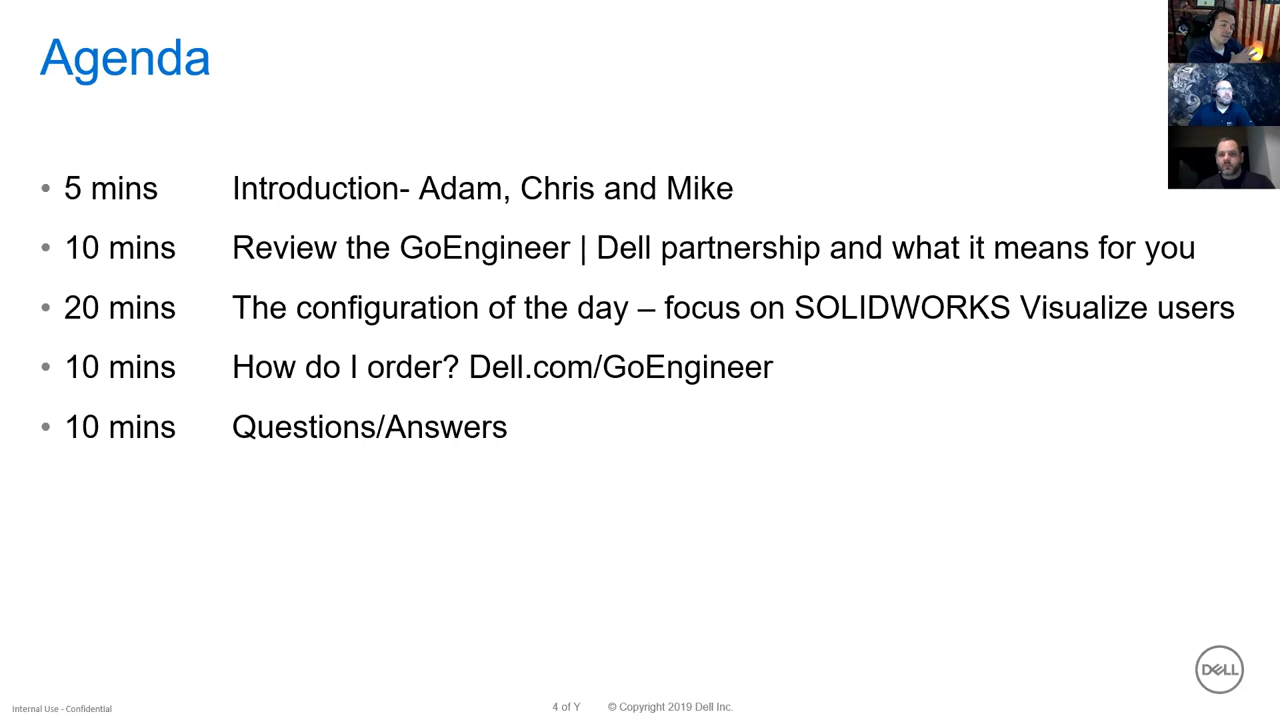 Agenda
• 5 mins Introduction- Adam, Chris and Mike
• 10 mins Review the GoEngineer | Dell partnership and what it means for you
• 20 mins The configuration of the day – focus on SOLIDWORKS Visualize users
• 10 mins How do I order? Dell.com/GoEngineer
• 10 mins Questions/Answers
DELL
Internal Use - Confidential 4 of Y © Copyright 2019 Dell Inc.